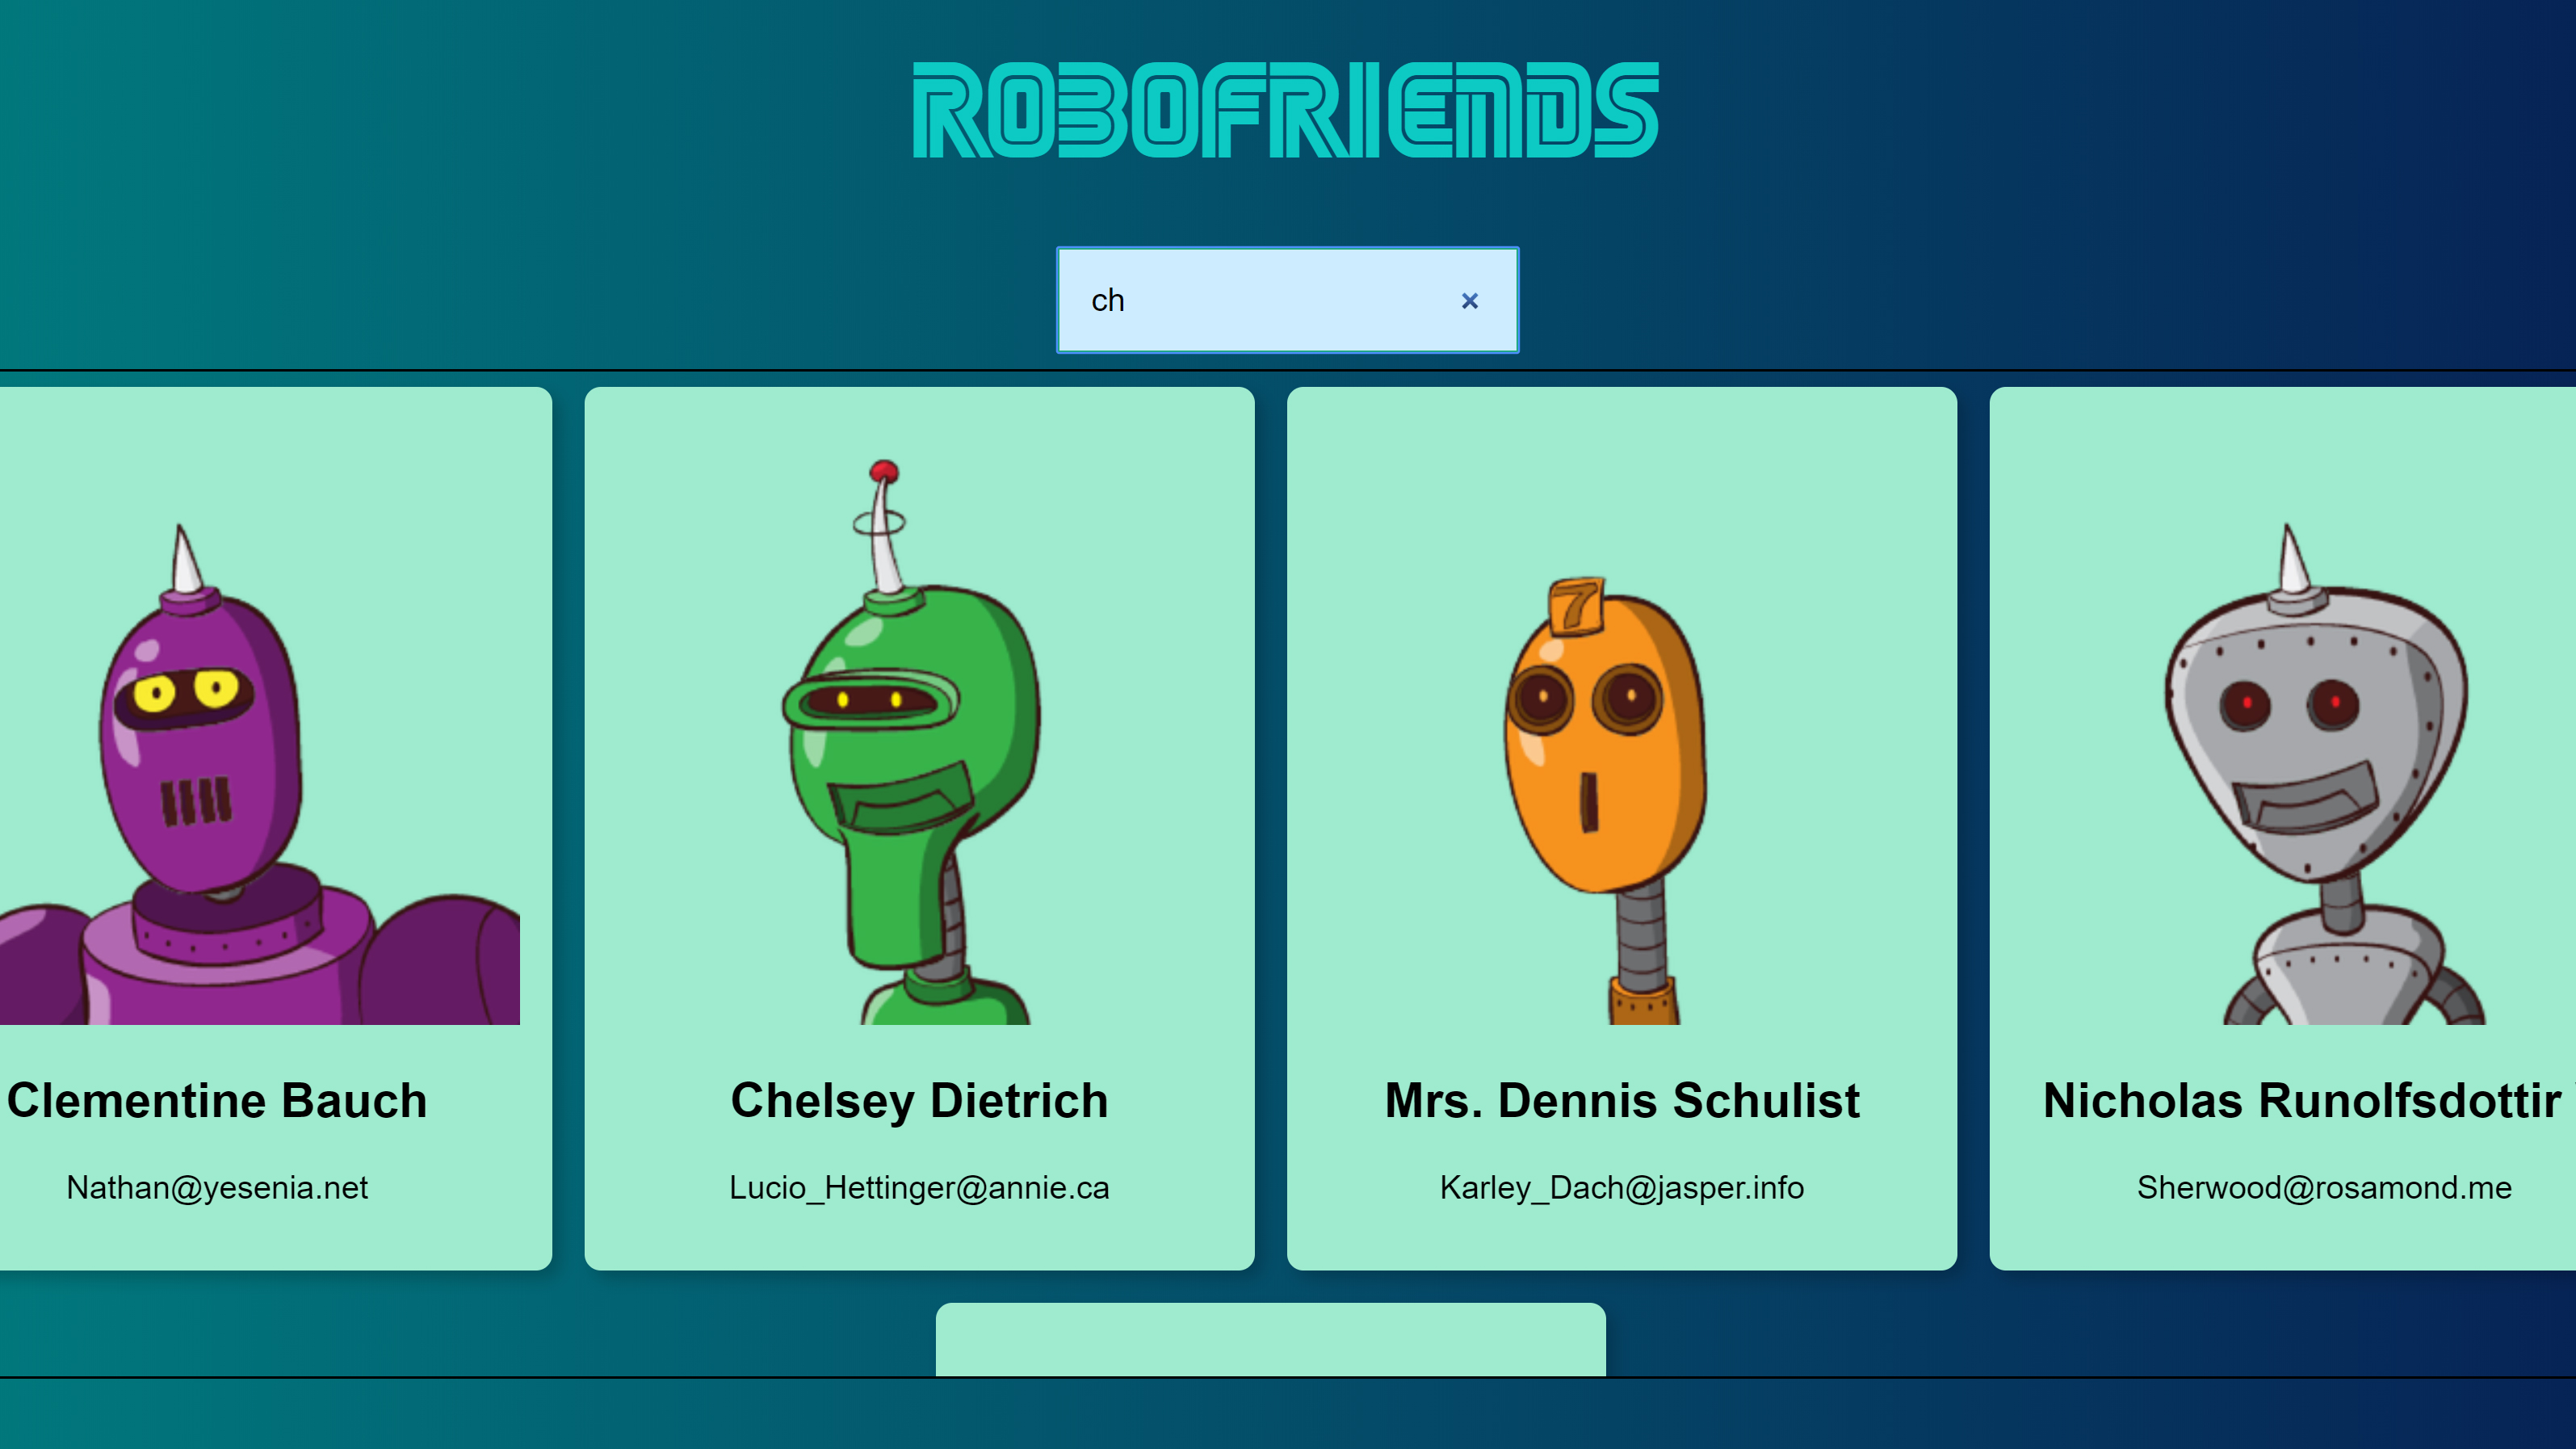 ROBOFRIENDS
ch
7
Clementine Bauch
Nathan@yesenia.net
Chelsey Dietrich
Lucio_Hettinger@annie.ca
Mrs. Dennis Schulist
Karley_Dach@jasper.info
Nicholas Runolfsdottir
Sherwood@rosamond.me